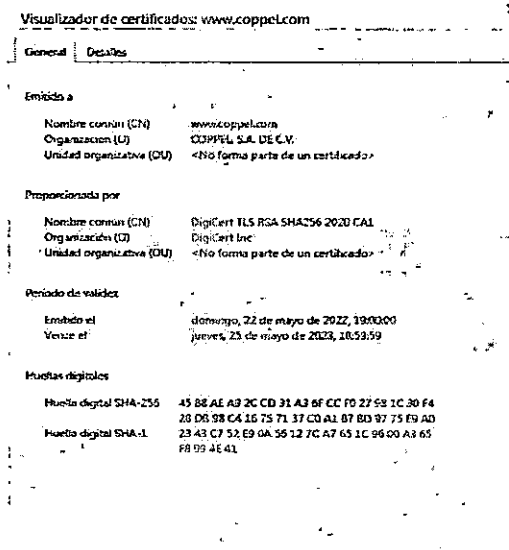 Visualizador de certificados: www.coppel.com
General Detalles
Emitido a
Nombre común (CN) www.coppel.com
Organización (O) COPPEL S.A. DE C.V.
Unidad organizativa (OU) <No forma parte de un certificado>
Proporcionada por
Nombre común (CN) DigiCert TLS RSA SHA256 2020 CA1
Organización (O) DigiCert Inc
Unidad organizativa (OU) <No forma parte de un certificado>
Período de validez
Emitido el domingo, 22 de mayo de 2022, 19:00:00
Vence el jueves, 25 de mayo de 2023, 18:59:59
Huellas digitales
Huella digital SHA-256 45 88 AE A9 2C CD 31 A3 6F CC F0 27 1C 30 F4
28 D8 98 C4 16 75 71 37 C0 A1 87 BD 97 75 E9 AD
Huella digital SHA-1 23 43 C7 52 E9 0A 55 12 7C A7 65 1C 96 00 A3 65
F8 99 4E 41